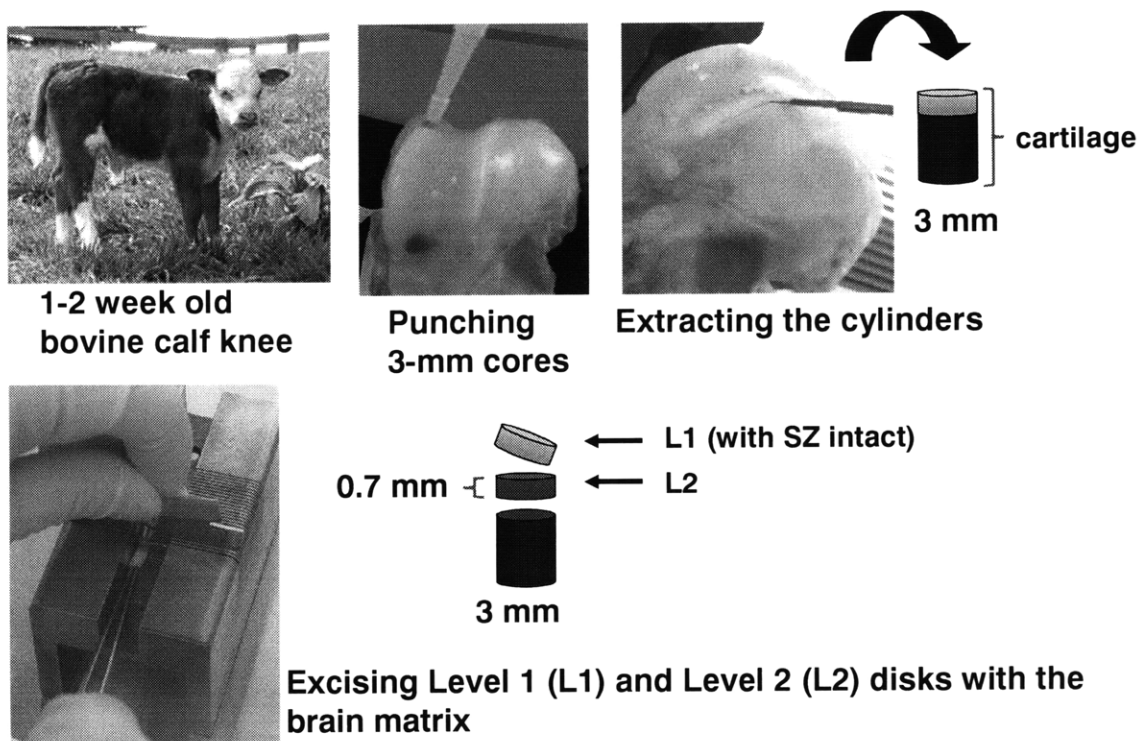 1-2 week old
bovine calf knee
Punching
3-mm cores
Extracting the cylinders
cartilage
3 mm
L1 (with SZ intact)
0.7 mm
L2
3 mm
Excising Level 1 (L1) and Level 2 (L2) disks with the
brain matrix